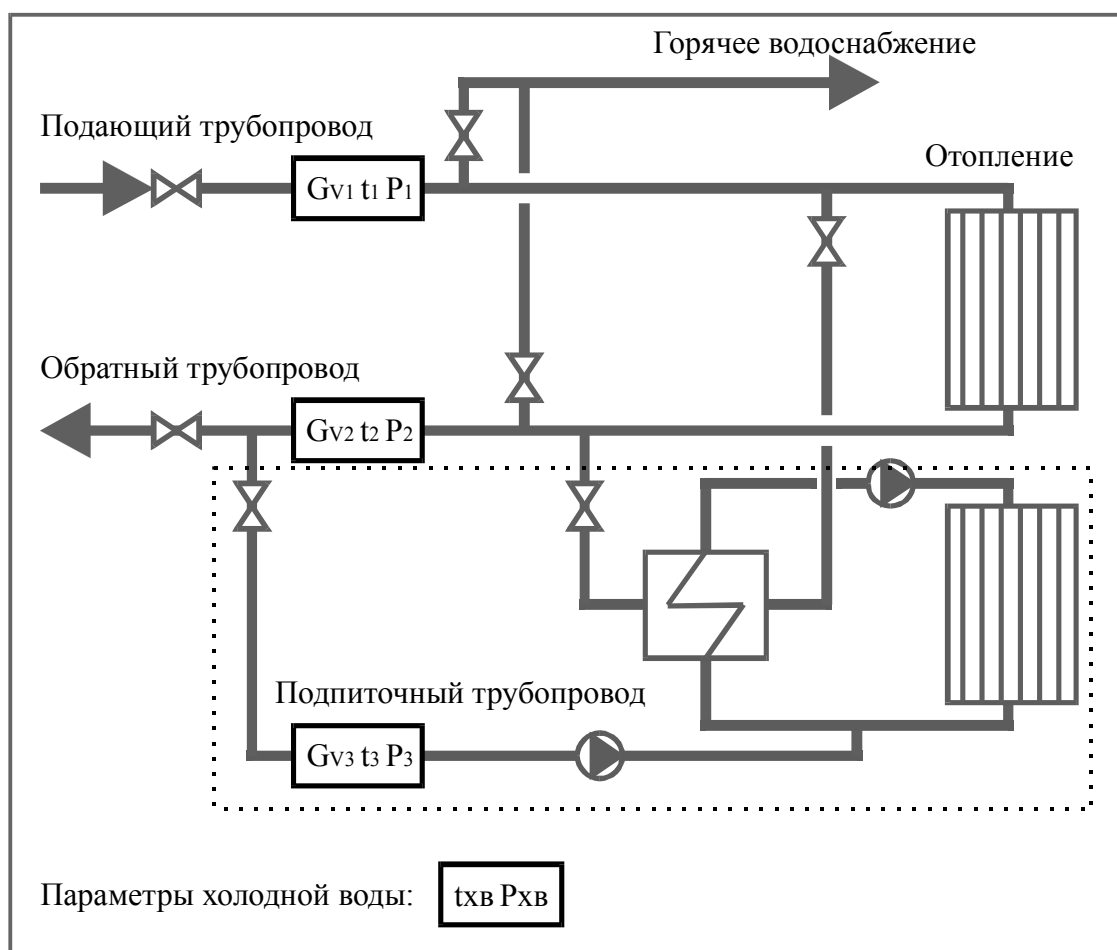 Горячее водоснабжение
Подающий трубопровод
Отопление
Gv1 t1 P1
Обратный трубопровод
Gv2 t2 P2
Подпиточный трубопровод
Gv3 t3 P3
Параметры холодной воды:
tхв Pхв